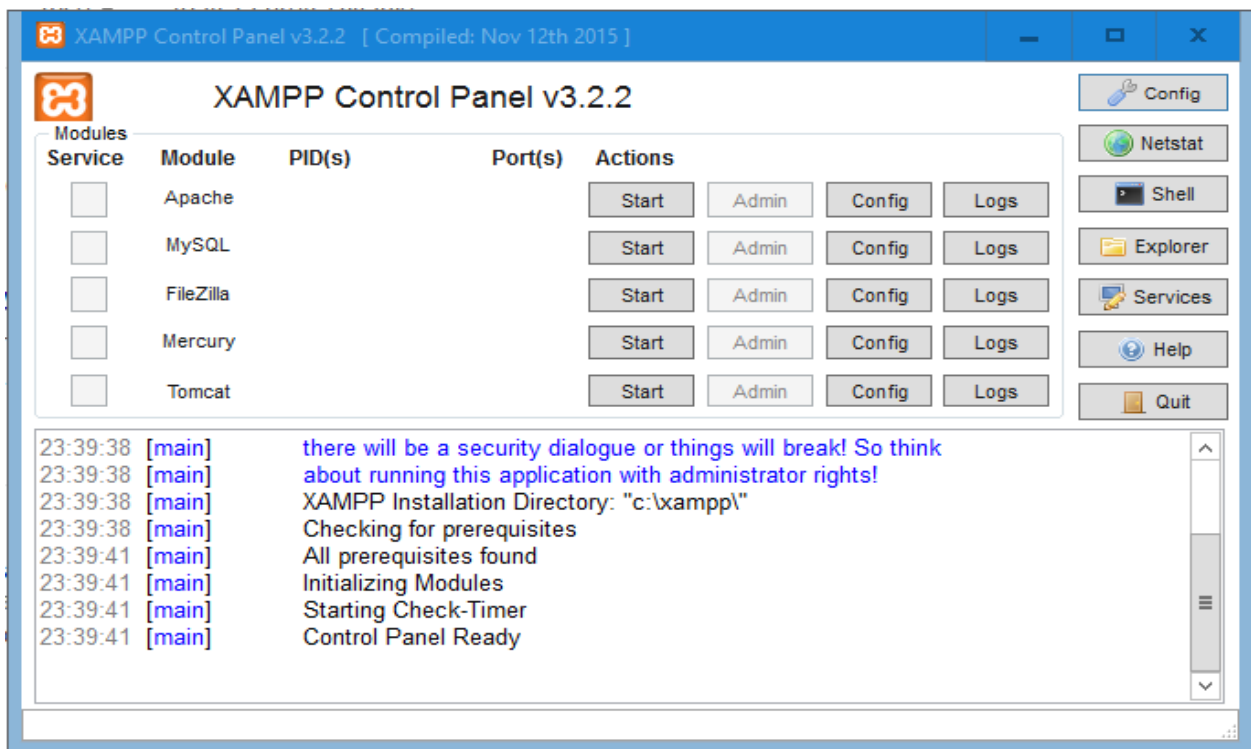 XAMPP Control Panel v3.2.2 [ Compiled: Nov 12th 2015 ]
XAMPP Control Panel v3.2.2
Config
Modules
Netstat
Service Module PID(s) Port(s) Actions
Apache Start Admin Config Logs
Shell
MySQL Start Admin Config Logs
Explorer
FileZilla Start Admin Config Logs
Services
Mercury Start Admin Config Logs
Help
Tomcat Start Admin Config Logs
Quit
23:39:38 [main] there will be a security dialogue or things will break! So think
23:39:38 [main] about running this application with administrator rights!
23:39:38 [main] XAMPP Installation Directory: "c:\xampp\"
23:39:38 [main] Checking for prerequisites
23:39:41 [main] All prerequisites found
23:39:41 [main] Initializing Modules
23:39:41 [main] Starting Check-Timer
23:39:41 [main] Control Panel Ready